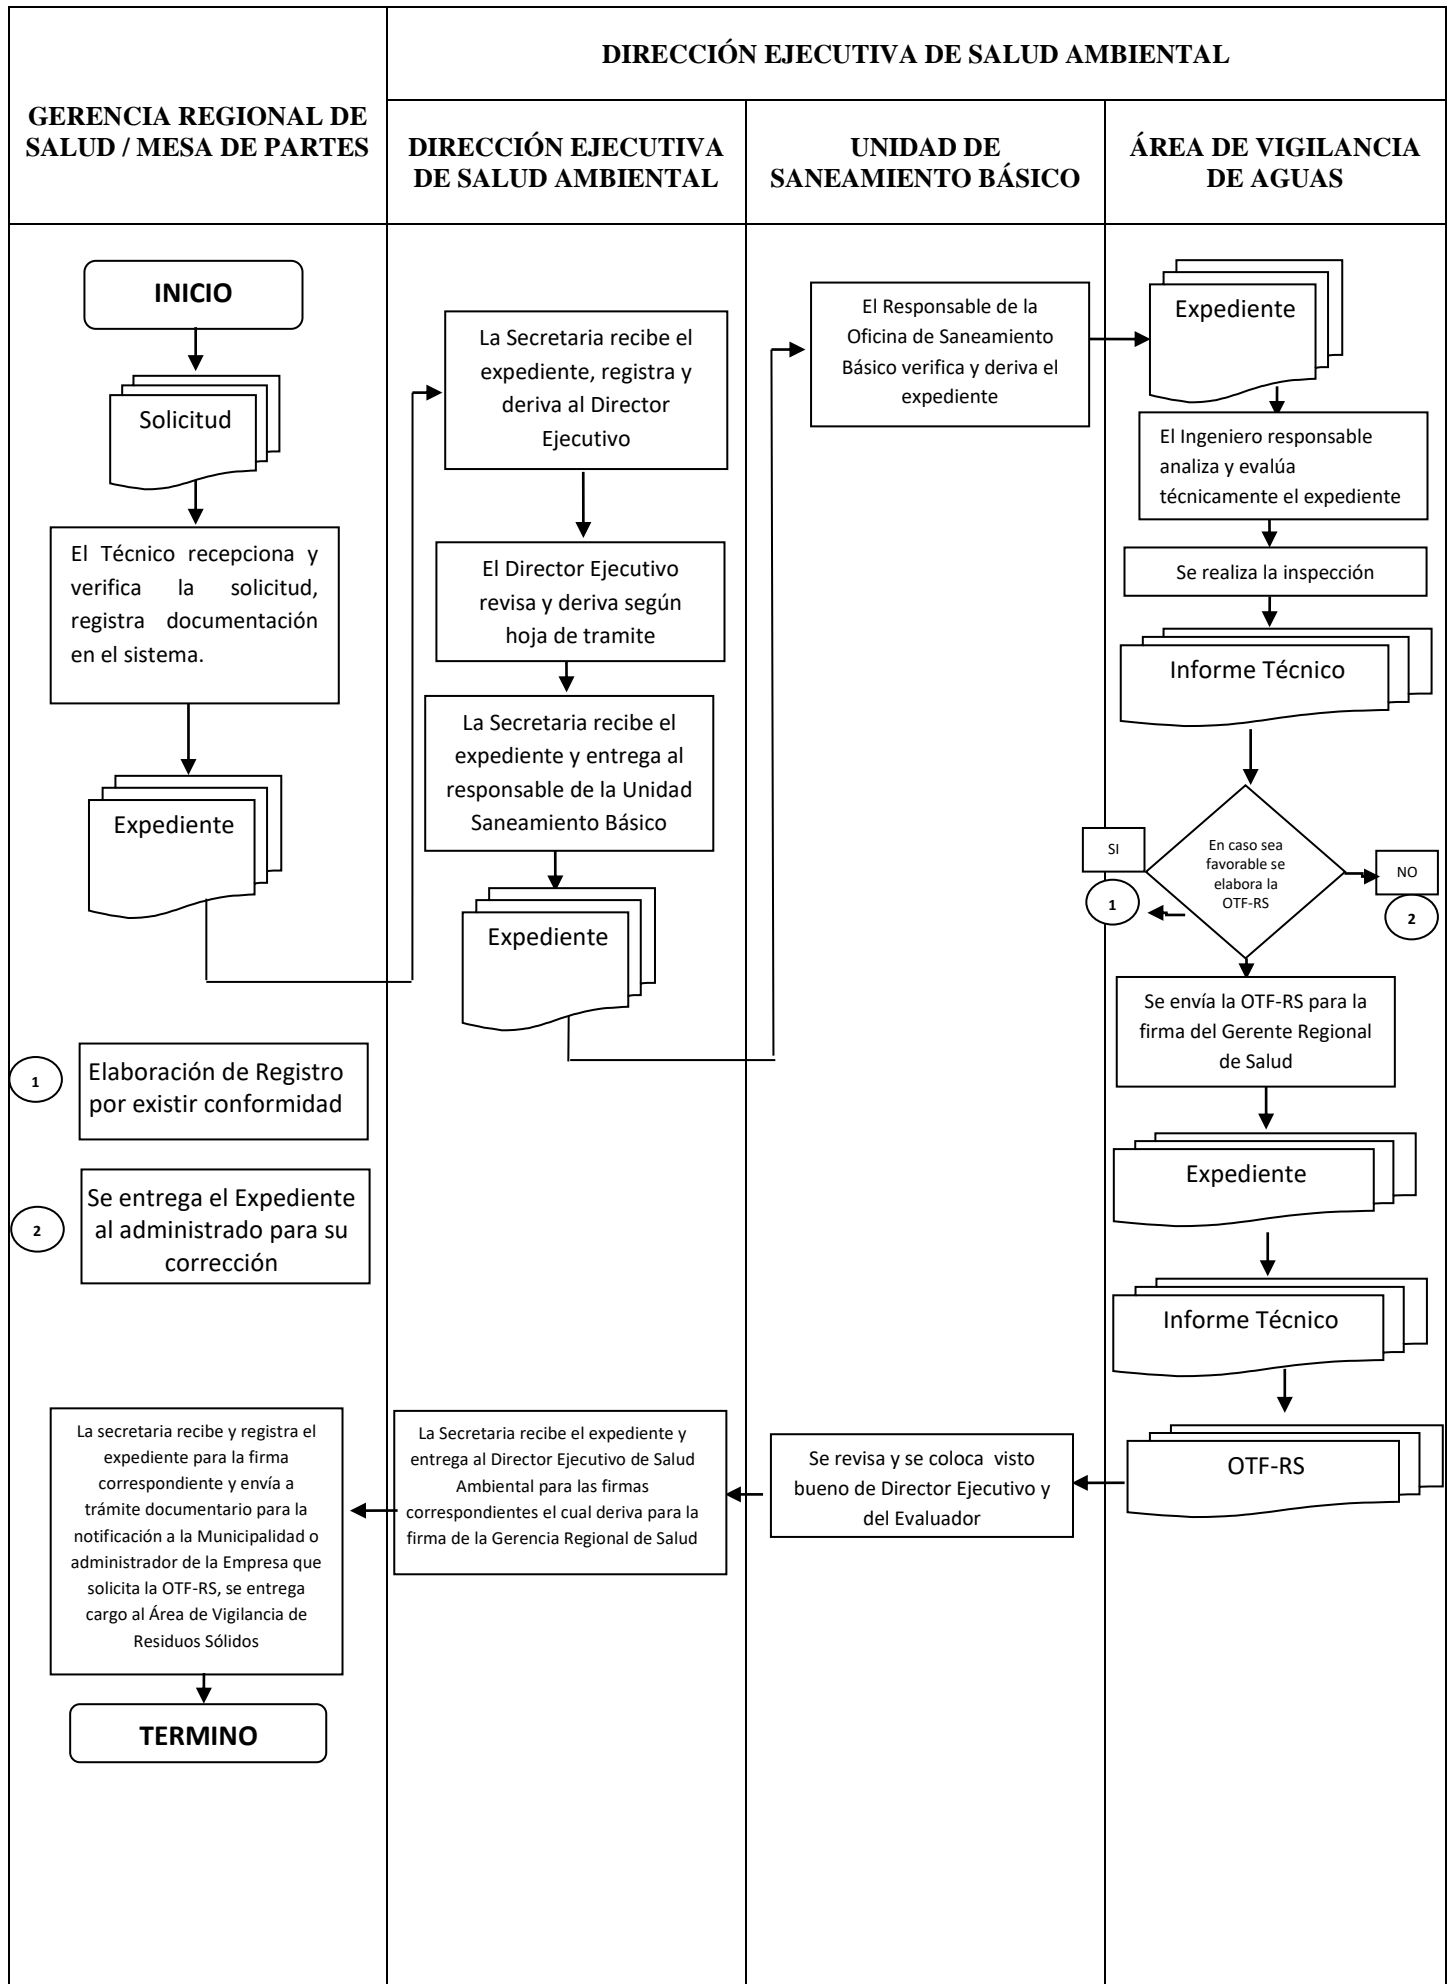 DIRECCIÓN EJECUTIVA DE SALUD AMBIENTAL
GERENCIA REGIONAL DE
SALUD / MESA DE PARTES
DIRECCIÓN EJECUTIVA
DE SALUD AMBIENTAL
UNIDAD DE
SANEAMIENTO BÁSICO
ÁREA DE VIGILANCIA
DE AGUAS
INICIO
Solicitud
El Técnico recepciona y
verifica la solicitud,
registra documentación
en el sistema.
Expediente
La Secretaria recibe el
expediente, registra y
deriva al Director
Ejecutivo
El Director Ejecutivo
revisa y deriva según
hoja de tramite
La Secretaria recibe el
expediente y entrega al
responsable de la Unidad
Saneamiento Básico
Expediente
El Responsable de la
Oficina de Saneamiento
Básico verifica y deriva el
expediente
Expediente
El Ingeniero responsable
analiza y evalúa
técnicamente el expediente
Se realiza la inspección
Informe Técnico
SI
1
En caso sea
favorable se
elabora la
OTF-RS
NO
2
1
Elaboración de Registro
por existir conformidad
2
Se entrega el Expediente
al administrado para su
corrección
Se envía la OTF-RS para la
firma del Gerente Regional
de Salud
Expediente
Informe Técnico
OTF-RS
Se revisa y se coloca visto
bueno de Director Ejecutivo y
del Evaluador
La Secretaria recibe el expediente y
entrega al Director Ejecutivo de Salud
Ambiental para las firmas
correspondientes el cual deriva para la
firma de la Gerencia Regional de Salud
La secretaria recibe y registra el
expediente para la firma
correspondiente y envía a
trámite documentario para la
notificación a la Municipalidad o
administrador de la Empresa que
solicita la OTF-RS, se entrega
cargo al Área de Vigilancia de
Residuos Sólidos
TERMINO